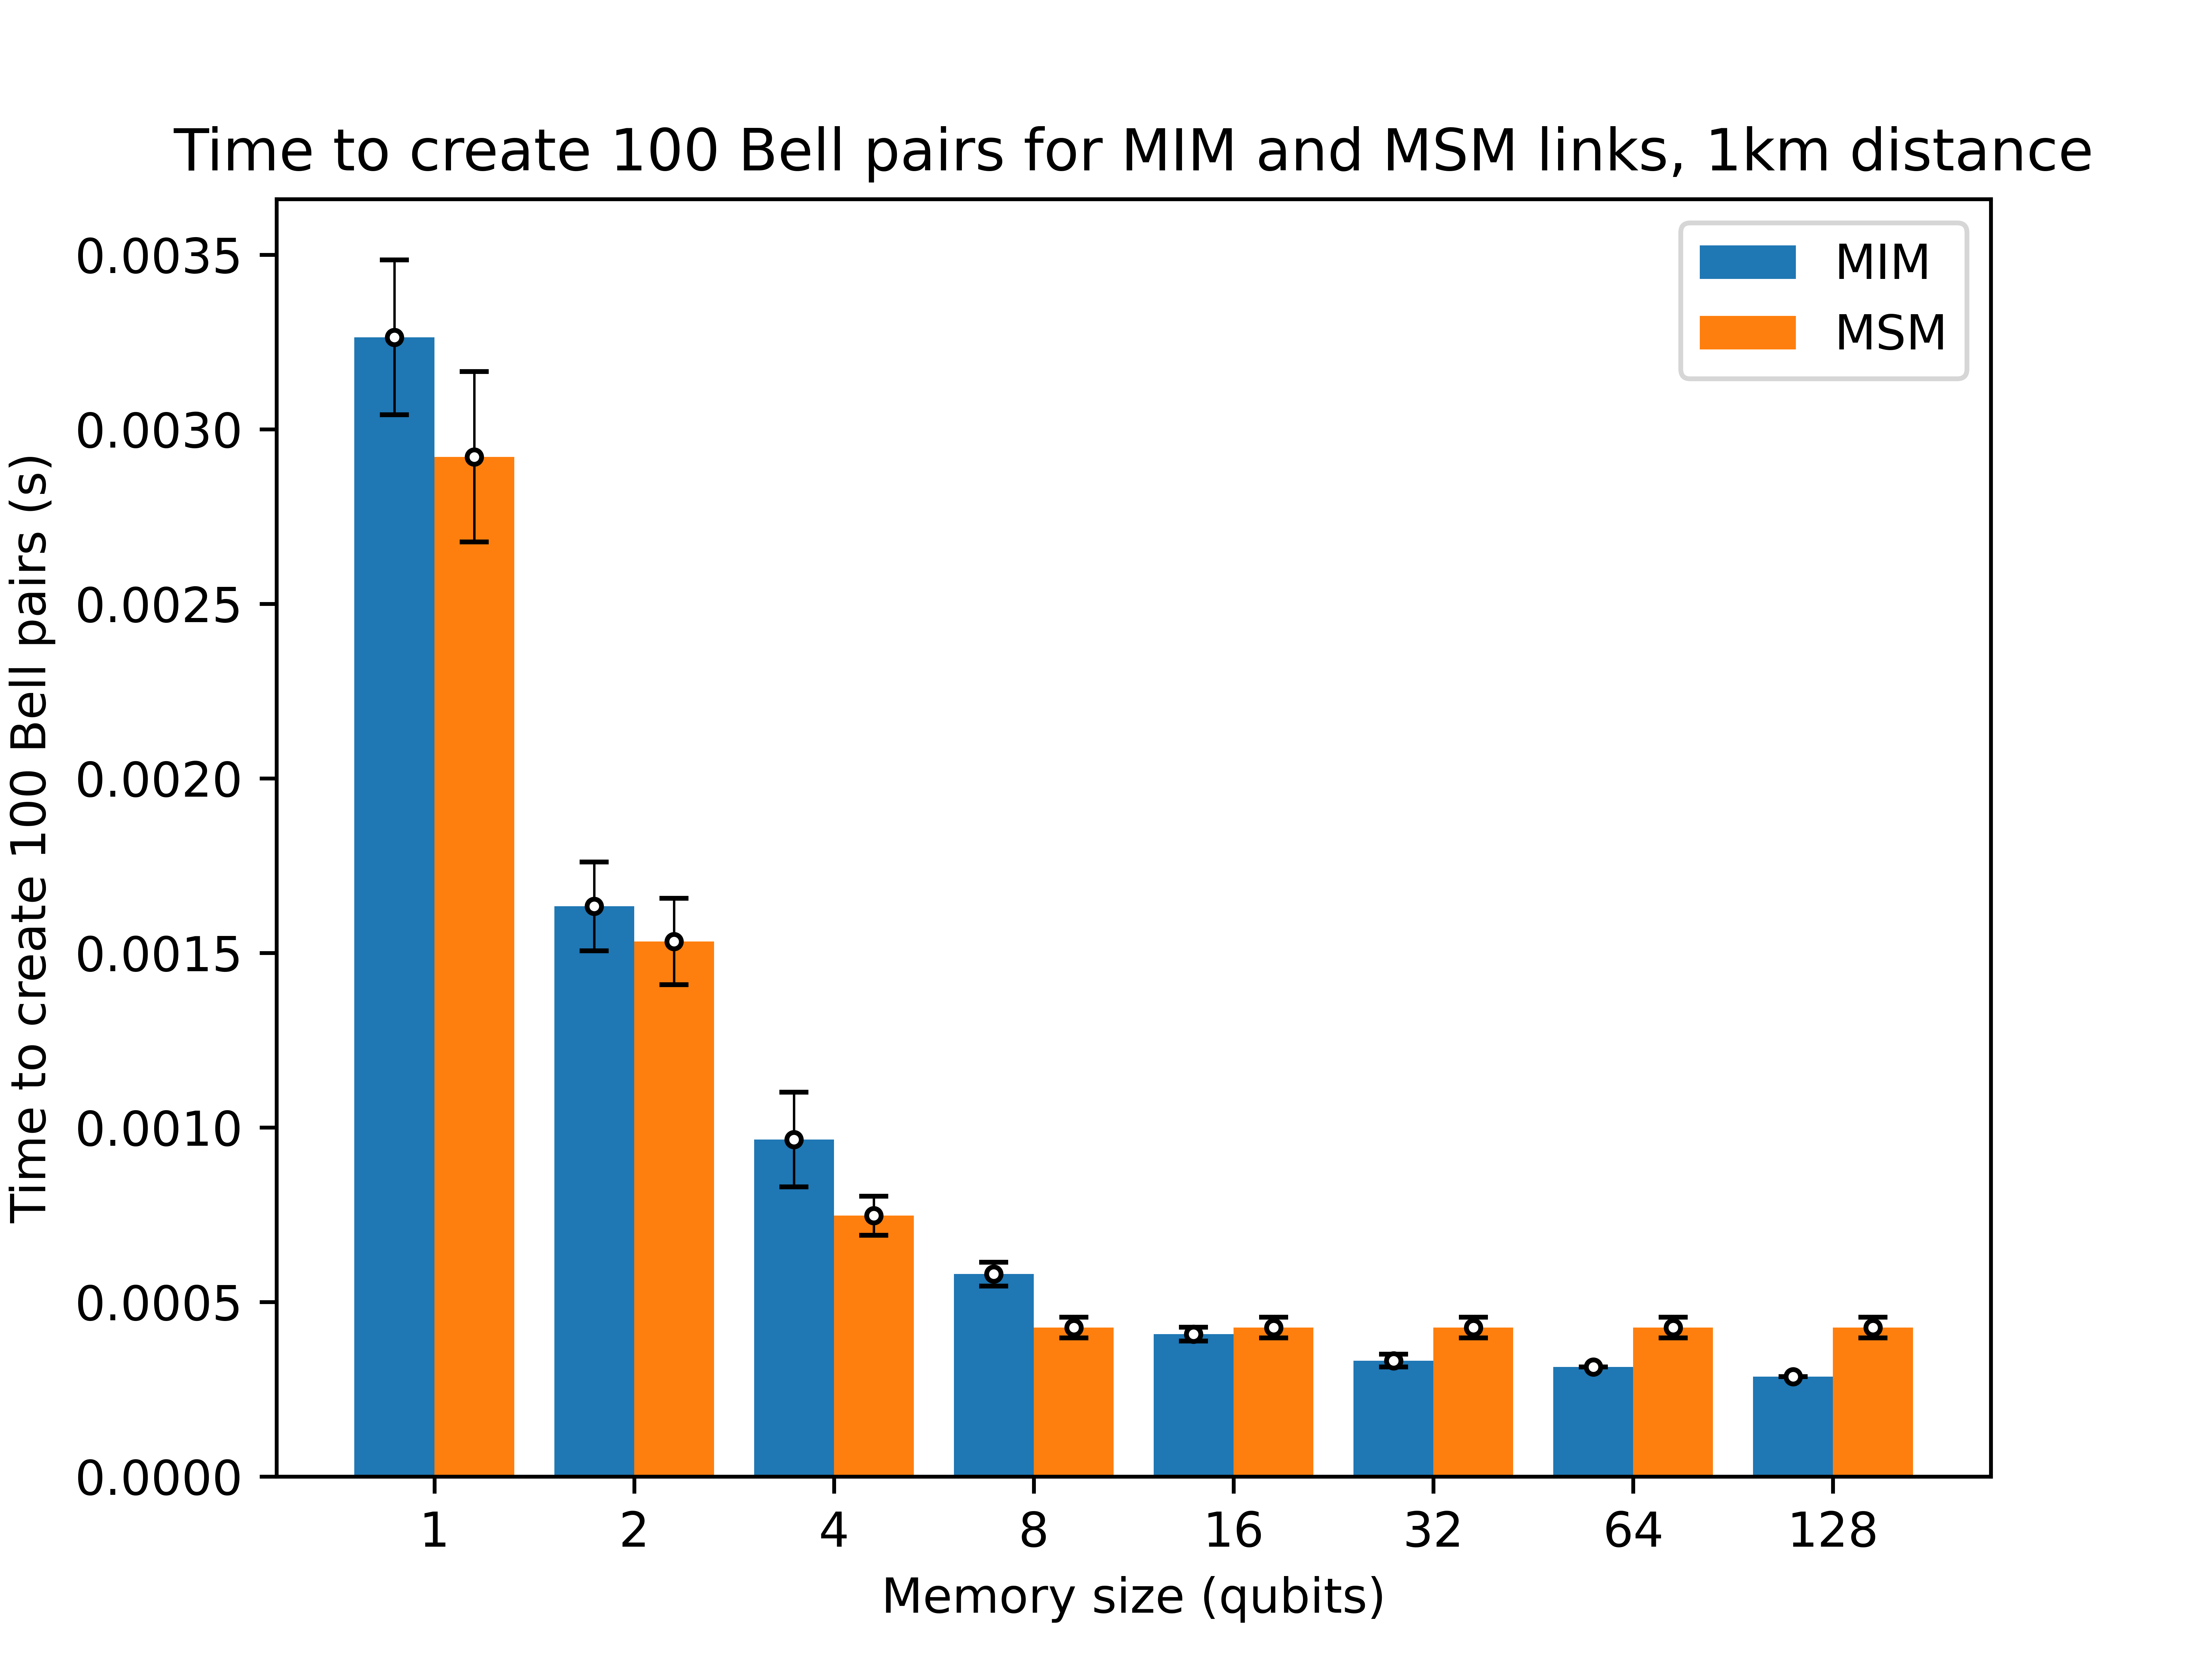 Time to create 100 Bell pairs for MIM and MSM links, 1km distance
MIM
MSM
Time to create 100 Bell pairs (s)
0.0035
0.0030
0.0025
0.0020
0.0015
0.0010
0.0005
0.0000
1 2 4 8 16 32 64 128
Memory size (qubits)